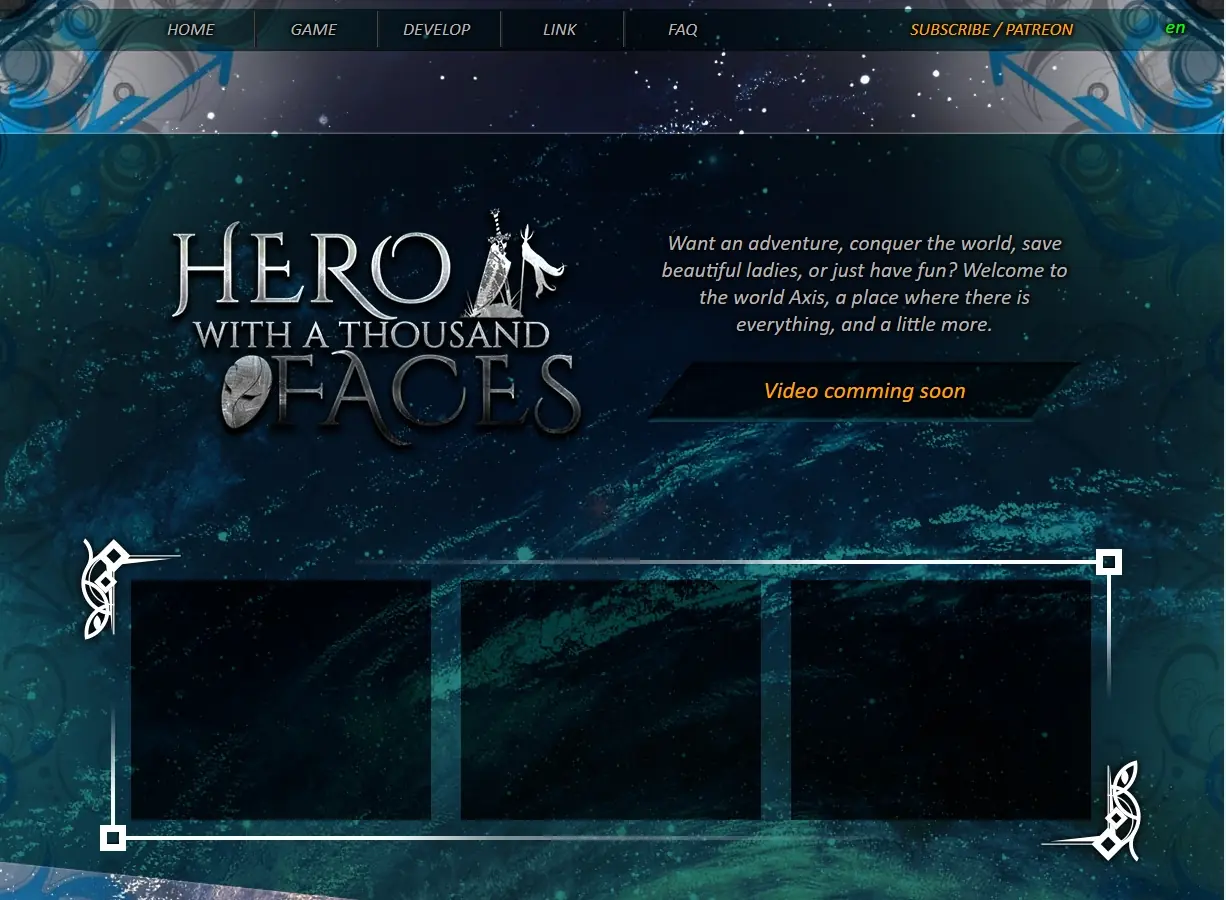 HOME
GAME
DEVELOP
LINK
FAQ
SUBSCRIBE / PATREON
en
HERO
WITH A THOUSAND
FACES
Want an adventure, conquer the world, save
beautiful ladies, or just have fun? Welcome to
the world Axis, a place where there is
everything, and a little more.
Video comming soon